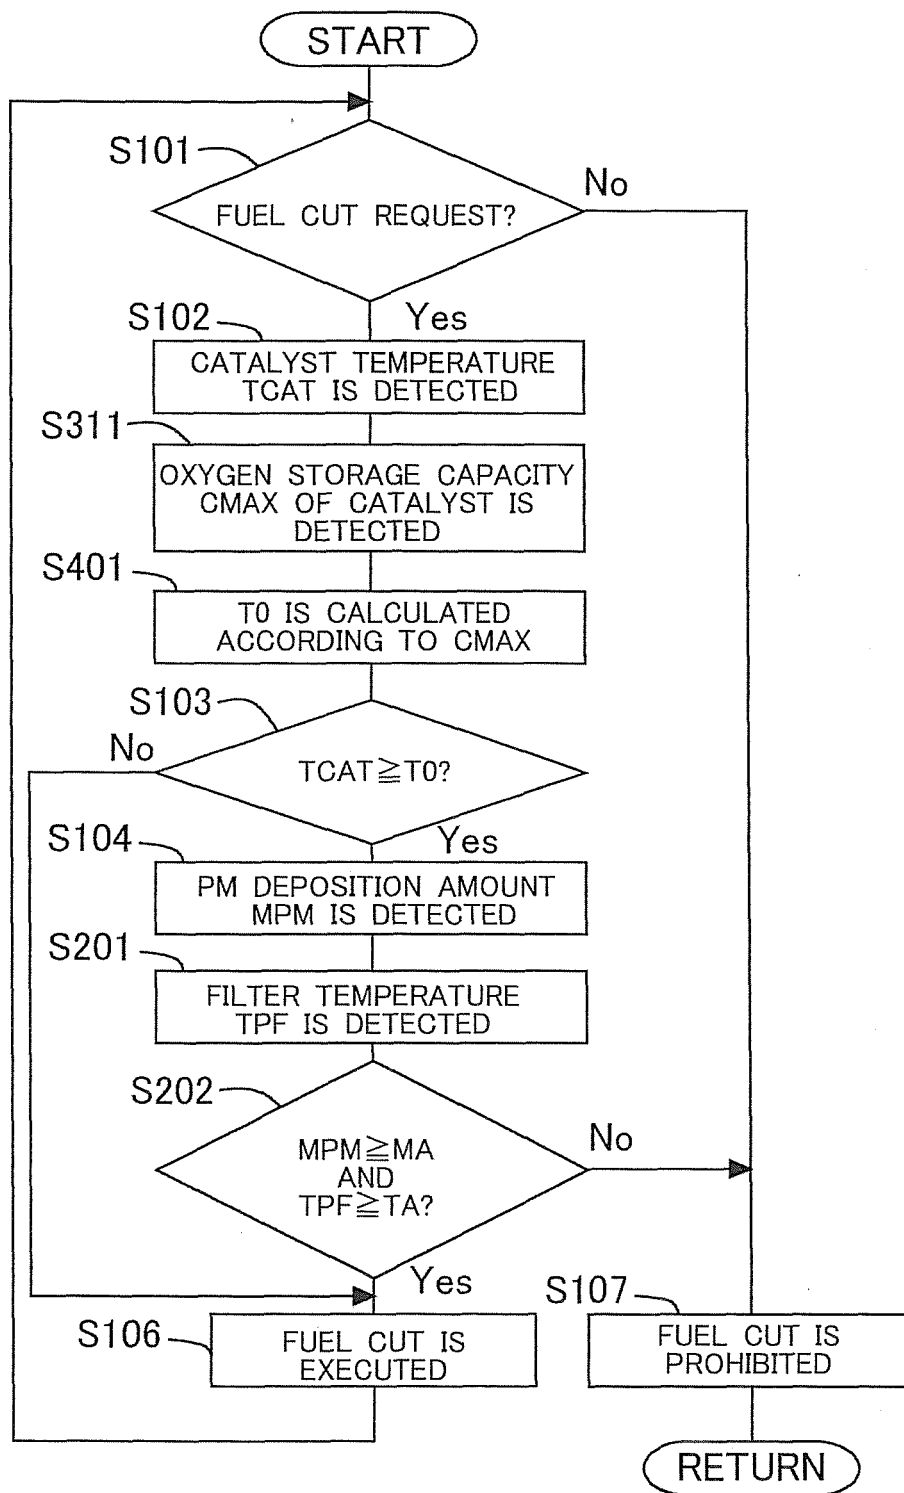 START
S101
No
FUEL CUT REQUEST?
Yes
S102
CATALYST TEMPERATURE
TCAT IS DETECTED
S311
OXYGEN STORAGE CAPACITY
CMAX OF CATALYST IS
DETECTED
S401
T0 IS CALCULATED
ACCORDING TO CMAX
S103
No
TCAT≧T0?
Yes
S104
PM DEPOSITION AMOUNT
MPM IS DETECTED
S201
FILTER TEMPERATURE
TPF IS DETECTED
S202
No
MPM≧MA
AND
TPF≧TA?
Yes
S106
FUEL CUT IS
EXECUTED
S107
FUEL CUT IS
PROHIBITED
RETURN